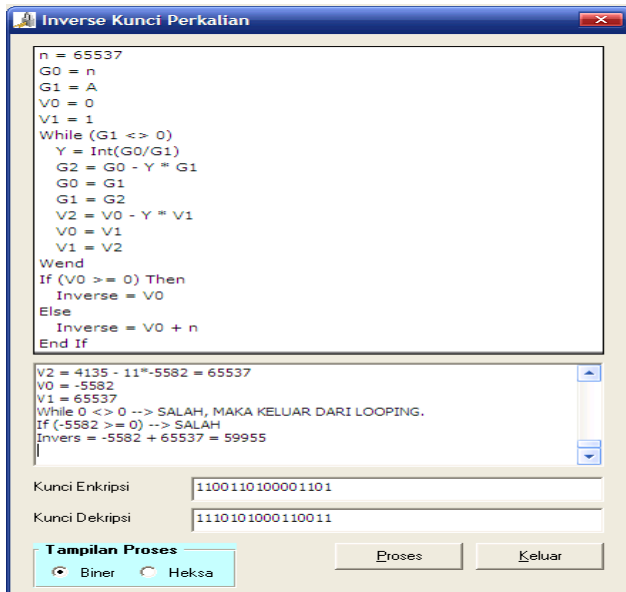 Inverse Kunci Perkalian
n = 65537
G0 = n
G1 = A
V0 = 0
V1 = 1
While (G1 <> 0)
Y = Int(G0/G1)
G2 = G0 - Y * G1
G0 = G1
G1 = G2
V2 = V0 - Y * V1
V0 = V1
V1 = V2
Wend
If (V0 >= 0) Then
Inverse = V0
Else
Inverse = V0 + n
End If
V2 = 4135 - 11*-5582 = 65537
V0 = -5582
V1 = 65537
While 0 <> 0 --> SALAH, MAKA KELUAR DARI LOOPING.
If (-5582 >= 0) --> SALAH
Invers = -5582 + 65537 = 59955
Kunci Enkripsi 1100110100001101
Kunci Dekripsi 1110101000110011
Tampilan Proses
Biner Heksa
Proses Keluar